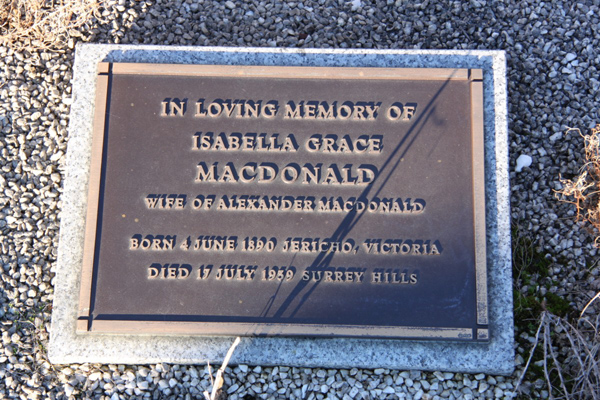 IN LOVING MEMORY OF
ISABELLA GRACE
MACDONALD
WIFE OF ALEXANDER MACDONALD
BORN 4 JUNE 1890 JERICHO, VICTORIA
DIED 17 JULY 1969 SURREY HILLS